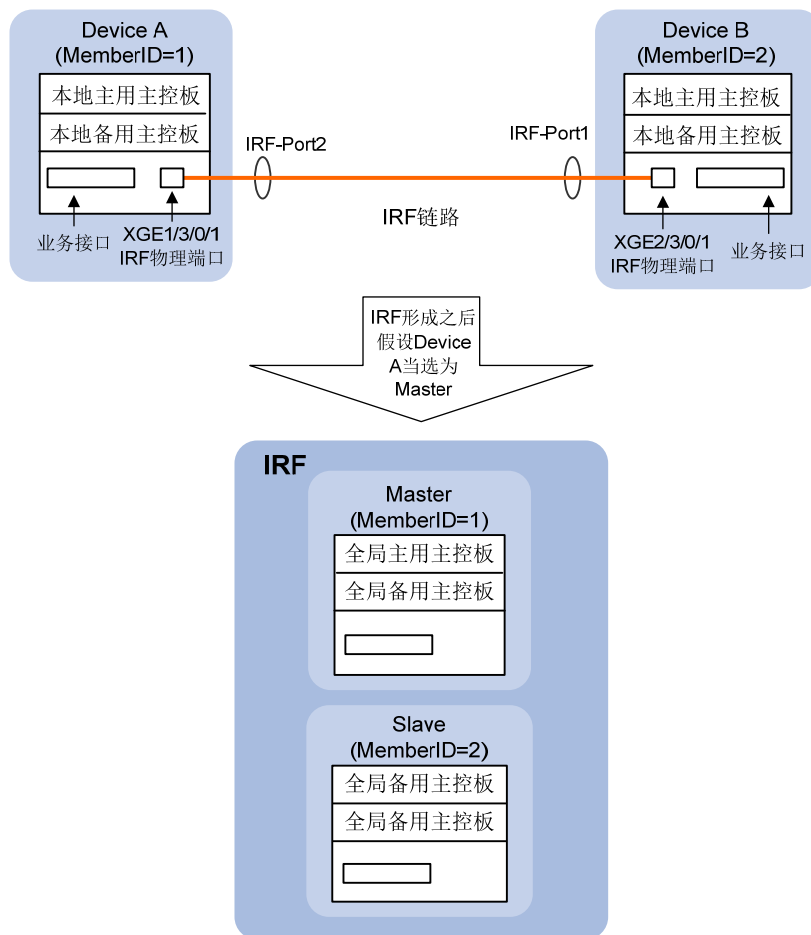 Device A
(MemberID=1)
本地主用主控板
本地备用主控板
业务接口
XGE1/3/0/1
IRF物理端口
IRF-Port2
IRF-Port1
IRF链路
Device B
(MemberID=2)
本地主用主控板
本地备用主控板
XGE2/3/0/1
IRF物理端口
业务接口
IRF形成之后
假设Device
A当选为
Master
IRF
Master
(MemberID=1)
全局主用主控板
全局备用主控板
Slave
(MemberID=2)
全局备用主控板
全局备用主控板